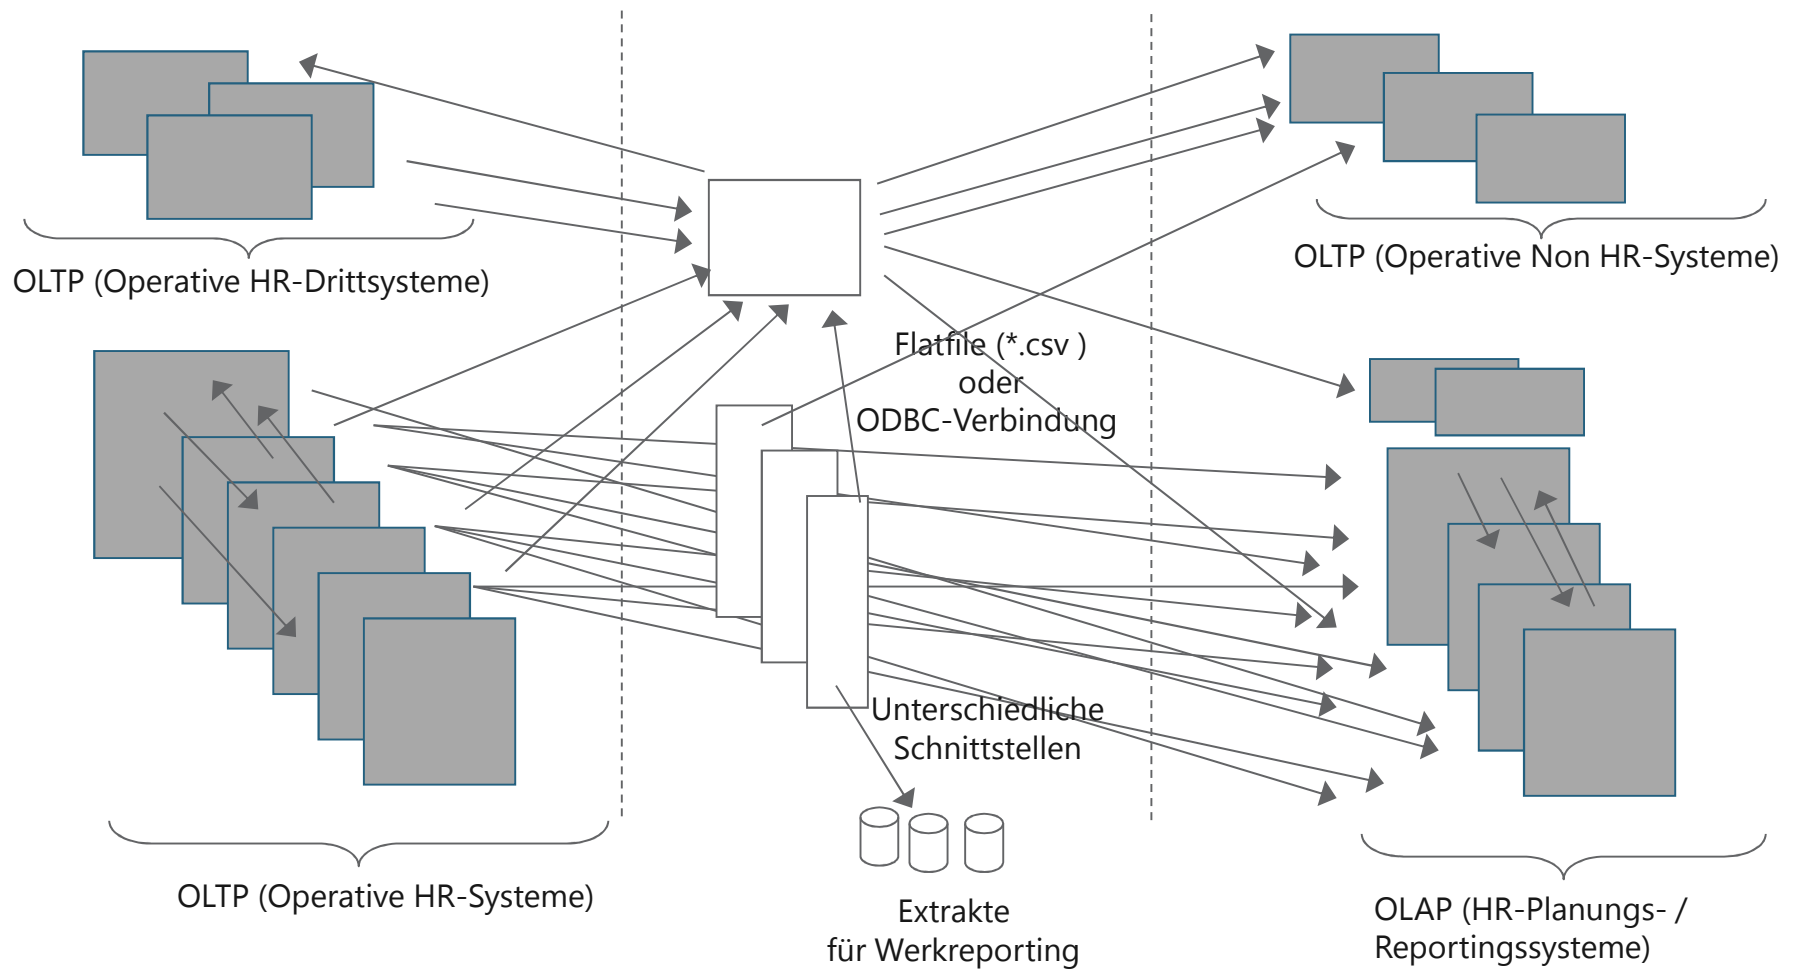 OLTP (Operative HR-Drittsysteme)
OLTP (Operative Non HR-Systeme)
Flatfile (*.csv )
oder
ODBC-Verbindung
Unterschiedliche
Schnittstellen
OLTP (Operative HR-Systeme)
Extrakte
für Werkreporting
OLAP (HR-Planungs- /
Reportingssysteme)